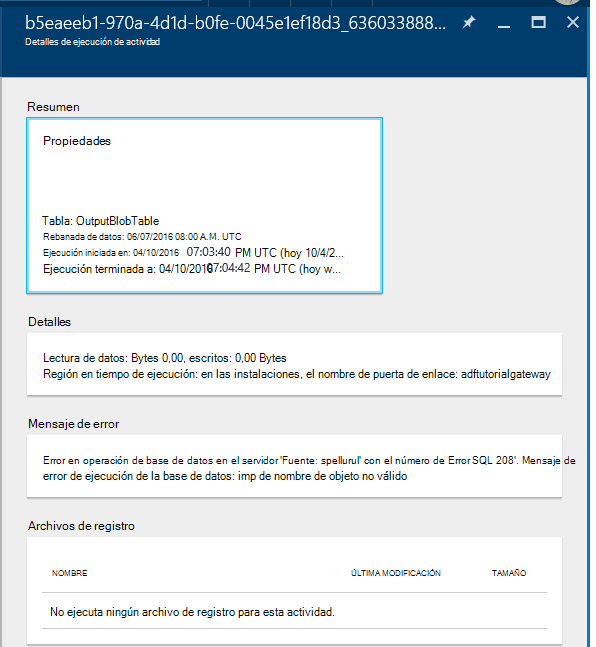 b5eaeeb1-970a-4d1d-b0fe-0045e1ef18d3_636033888...
Detalles de ejecución de actividad
Resumen
Propiedades
Tabla: OutputBlobTable
Rebanada de datos: 06/07/2016 08:00 A.M. UTC
Ejecución iniciada en: 04/10/2016 07:03:40 PM UTC (hoy 10/4/2...
Ejecución terminada a: 04/10/2016 07:04:42 PM UTC (hoy w...
Detalles
Lectura de datos: Bytes 0,00, escritos: 0,00 Bytes
Región en tiempo de ejecución: en las instalaciones, el nombre de puerta de enlace: adftutorialgateway
Mensaje de error
Error en operación de base de datos en el servidor 'Fuente: spellurul' con el número de Error SQL 208'. Mensaje de
error de ejecución de la base de datos: imp de nombre de objeto no válido
Archivos de registro
NOMBRE ÚLTIMA MODIFICACIÓN TAMAÑO
No ejecuta ningún archivo de registro para esta actividad.